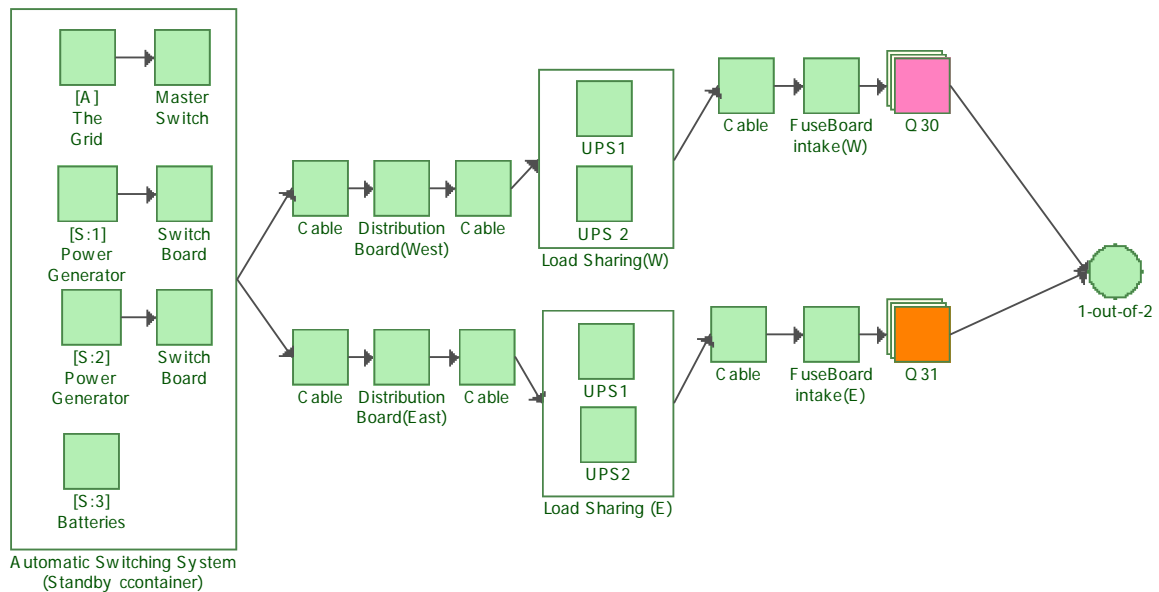 [A]
The
Grid
Master
Switch
[S:1]
Power
Generator
Switch
Board
[S:2]
Power
Generator
Switch
Board
[S:3]
Batteries
Automatic Switching System
(Standby ccontainer)
Cable
Distribution
Board(West)
Cable
UPS1
UPS 2
Load Sharing(W)
Cable
FuseBoard
intake(W)
Q30
Cable
Distribution
Board(East)
Cable
UPS1
UPS2
Load Sharing (E)
Cable
FuseBoard
intake(E)
Q31
1-out-of-2